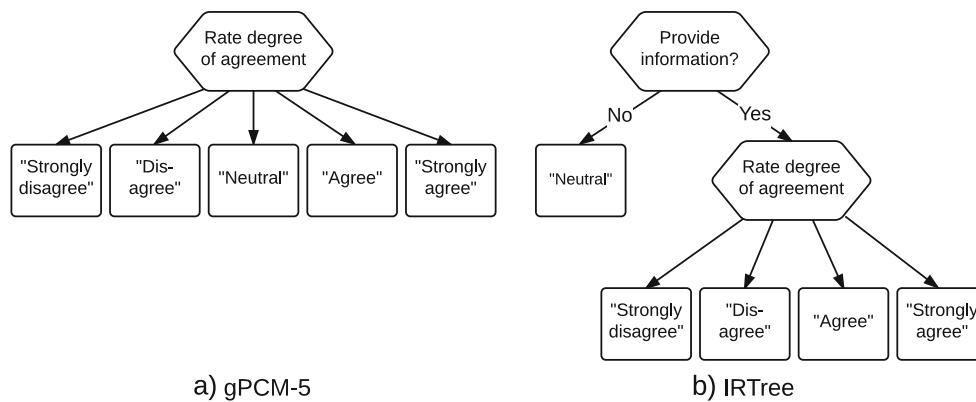 Rate degree
of agreement
"Strongly
disagree"
"Dis-
agree"
"Neutral"
"Agree"
"Strongly
agree"
a) gPCM-5
Provide
information?
No
Yes
"Neutral"
Rate degree
of agreement
"Strongly
disagree"
"Dis-
agree"
"Agree"
"Strongly
agree"
b) IRTree